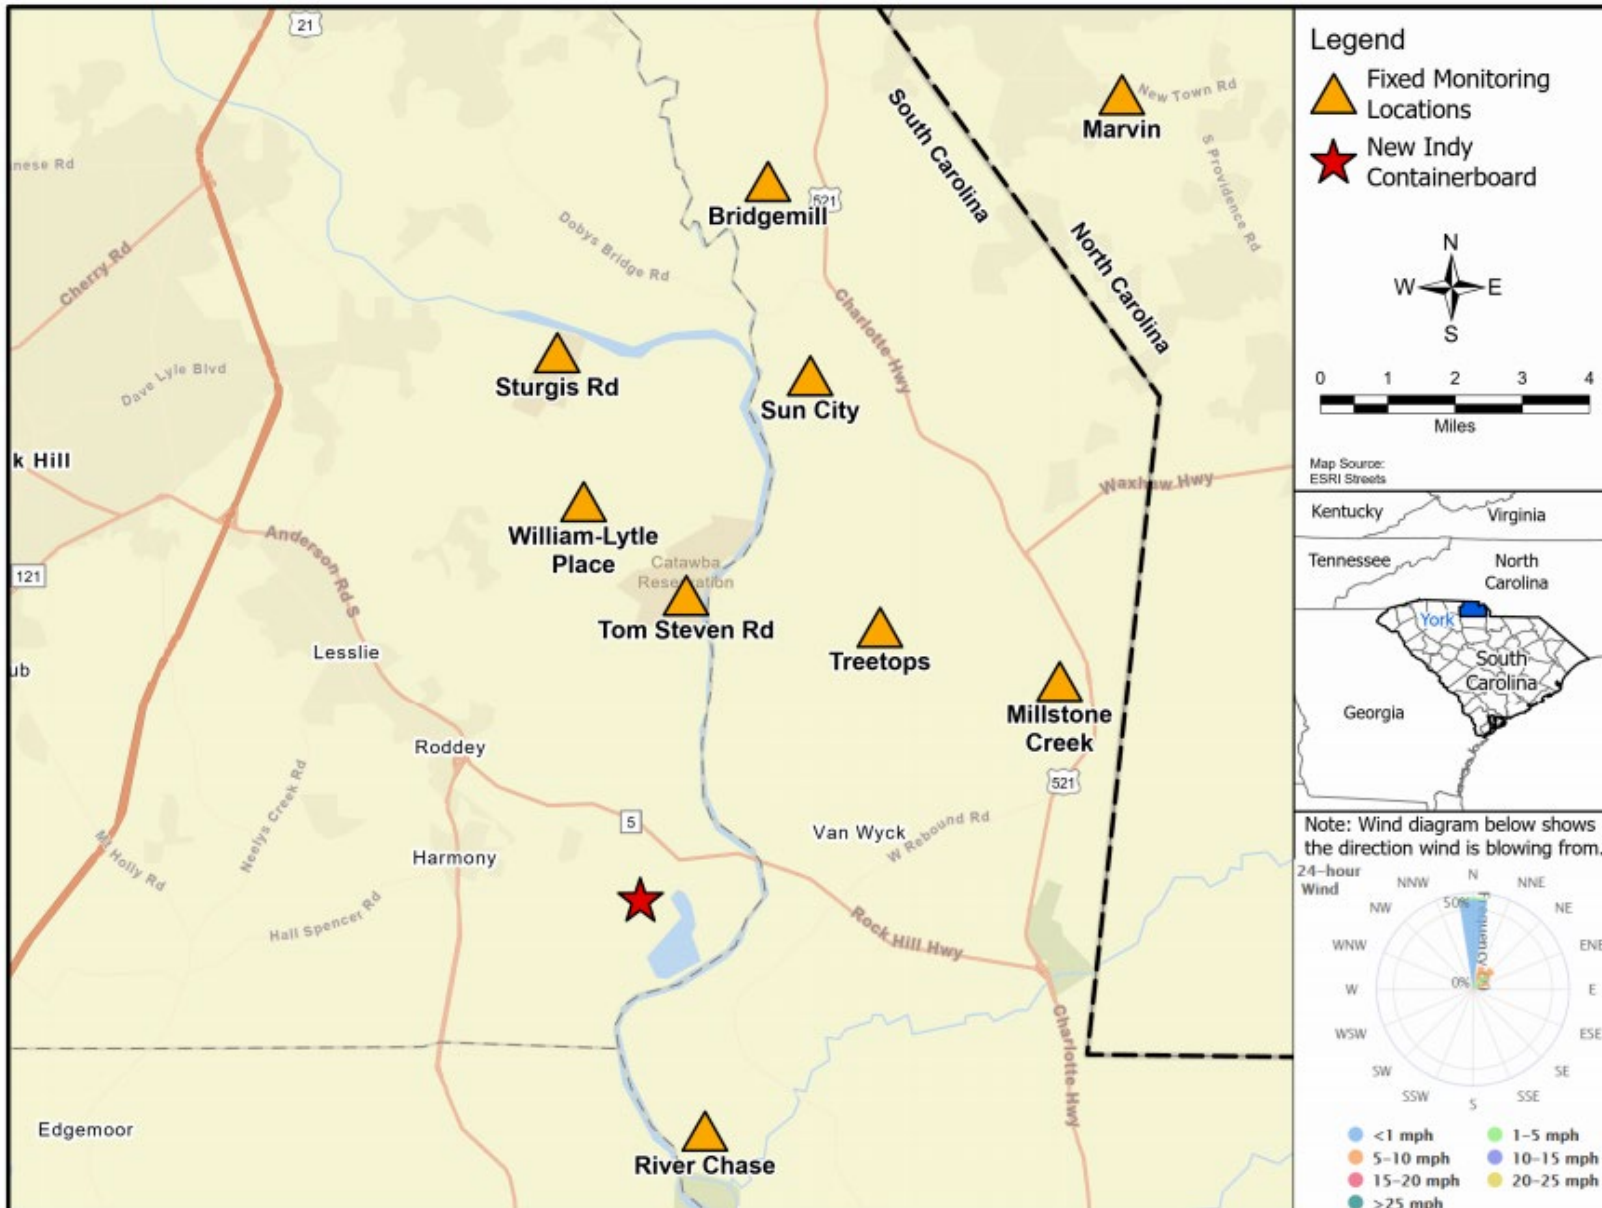 21
South Carolina
New Town Rd
Marvin
S Providence Rd
nese Rd
Bridgemill
521
Dobys Bridge Rd
North Carolina
Cherry Rd
Charlotte Hwy
Dave Lyle Blvd
Sturgis Rd
Sun City
k Hill
Waxhaw Hwy
Anderson Rd S
William-Lytle
Place
Catawba
Reservation
121
Tom Steven Rd
Treetops
Lesslie
ub
Millstone
Creek
Roddey
521
Neelys Creek Rd
5
Van Wyck
W Rebound Rd
Mt Holly Rd
Harmony
Hall Spencer Rd
Rock Hill Hwy
Charlotte Hwy
Edgemoor
River Chase
Legend
Fixed Monitoring
Locations
New Indy
Containerboard
N
W E
S
0 1 2 3 4
Miles
Map Source:
ESRI Streets
Kentucky Virginia
Tennessee North
Carolina
York
South
Carolina
Georgia
Note: Wind diagram below shows
the direction wind is blowing from.
24-hour
Wind
N
NNW NNE
NW NE
50%
Frequency
WNW ENE
0%
W E
WSW ESE
SW SE
SSW SSE
S
<1 mph 1-5 mph
5-10 mph 10-15 mph
15-20 mph 20-25 mph
>25 mph